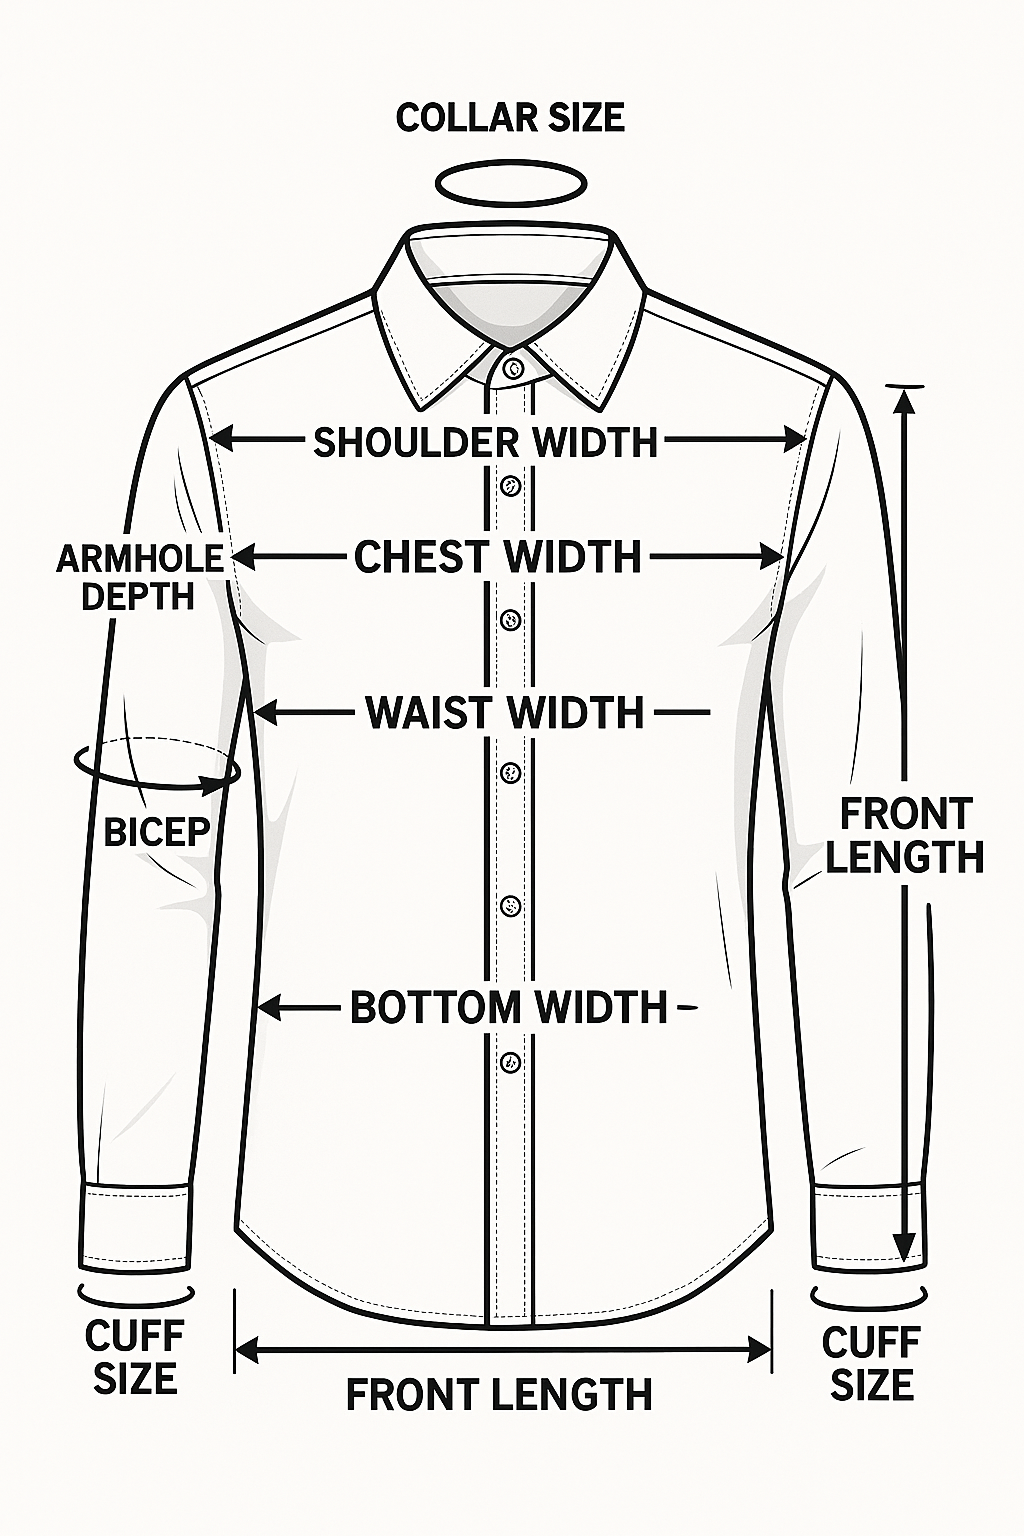 COLLAR SIZE
SHOULDER WIDTH
ARMHOLE
DEPTH
CHEST WIDTH
WAIST WIDTH
BICEP
FRONT
LENGTH
BOTTOM WIDTH
CUFF
SIZE
FRONT LENGTH
CUFF
SIZE